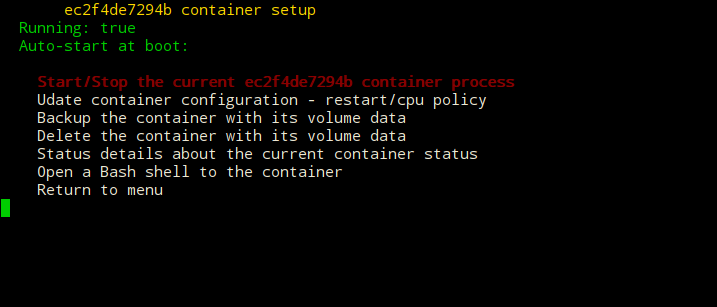 ec2f4de7294b container setup
Running: true
Auto-start at boot:
Start/Stop the current ec2f4de7294b container process
Udate container configuration - restart/cpu policy
Backup the container with its volume data
Delete the container with its volume data
Status details about the current container status
Open a Bash shell to the container
Return to menu